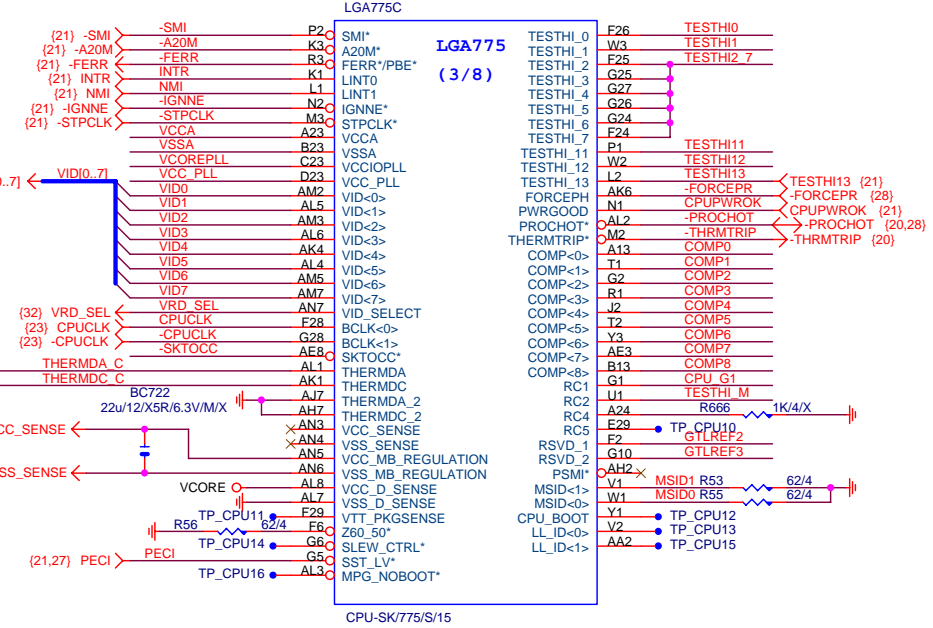 LGA775C
LGA775
(3/8)
{21} -SMI -SMI P2 SMI* TESTHI_0 F26 TESTHI0
{21} -A20M -A20M K3 A20M* TESTHI_1 W3 TESTHI1
{21} -FERR -FERR R3 FERR*/PBE* TESTHI_2 F25 TESTHI2_7
{21} INTR INTR K1 LINT0 TESTHI_3 G25
{21} NMI NMI L1 LINT1 TESTHI_4 G27
{21} -IGNNE -IGNNE N2 IGNNE* TESTHI_5 G26
{21} -STPCLK -STPCLK M3 STPCLK* TESTHI_6 G24
VCCA A23 VCCA TESTHI_7 F24
VSSA B23 VSSA TESTHI_11 P1 TESTHI11
VCOREPLL C23 VCCIOPLL TESTHI_12 W2 TESTHI12
0..7] VID[0..7] VCC_PLL D23 VCC_PLL TESTHI_13 L2 TESTHI13 TESTHI13 {21}
VID0 AM2 VID<0> FORCEPH AK6 -FORCEPR -FORCEPR {28}
VID1 AL5 VID<1> PWRGOOD N1 CPUPWROK CPUPWROK {21}
VID2 AM3 VID<2> PROCHOT* AL2 -PROCHOT -PROCHOT {20,28}
VID3 AL6 VID<3> THERMTRIP* M2 -THRMTRIP -THRMTRIP {20}
VID4 AK4 VID<4> COMP<0> A13 COMP0
VID5 AL4 VID<5> COMP<1> T1 COMP1
VID6 AM5 VID<6> COMP<2> G2 COMP2
VID7 AM7 VID<7> COMP<3> R1 COMP3
{32} VRD_SEL VRD_SEL AN7 VID_SELECT COMP<4> J2 COMP4
{23} CPUCLK CPUCLK F28 BCLK<0> COMP<5> T2 COMP5
{23} -CPUCLK -CPUCLK G28 BCLK<1> COMP<6> Y3 COMP6
-SKTOCC AE8 SKTOCC* COMP<7> AE3 COMP7
THERMDA_C AL1 THERMDA COMP<8> B13 COMP8
THERMDC_C AK1 THERMDC RC1 G1 CPU_G1
BC722 AJ7 THERMDA_2 RC2 U1 TESTHI_M
22u/12/X5R/6.3V/M/X AH7 THERMDC_2 RC4 A24 R666 1K/4/X
CC_SENSE AN3 VCC_SENSE RC5 E29 TP_CPU10
AN4 VSS_SENSE RSVD_1 F2 GTLREF2
AN5 VCC_MB_REGULATION RSVD_2 G10 GTLREF3
SS_SENSE AN6 VSS_MB_REGULATION PSMI* AH2
VCORE AL8 VCC_D_SENSE MSID<1> V1 MSID1 R53 62/4
AL7 VSS_D_SENSE MSID<0> W1 MSID0 R55 62/4
TP_CPU11 F29 VTT_PKGSENSE CPU_BOOT Y1 TP_CPU12
R56 62/4 F6 Z60_50* LL_ID<0> V2 TP_CPU13
TP_CPU14 G6 SLEW_CTRL* LL_ID<1> AA2 TP_CPU15
{21,27} PECI PECI G5 SST_LV*
TP_CPU16 AL3 MPG_NOBOOT*
CPU-SK/775/S/15